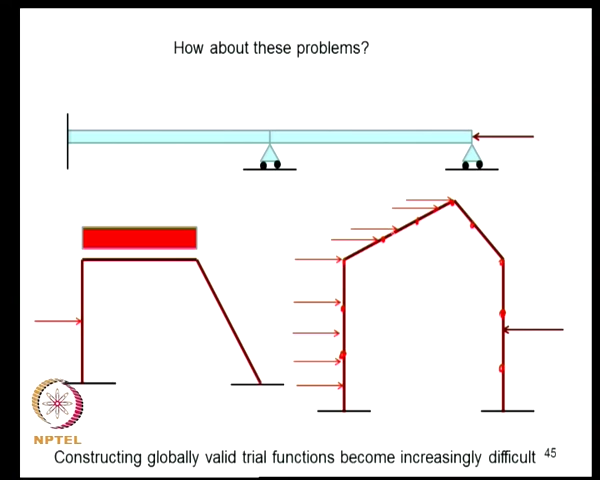 How about these problems?
NPTEL
Constructing globally valid trial functions become increasingly difficult 45